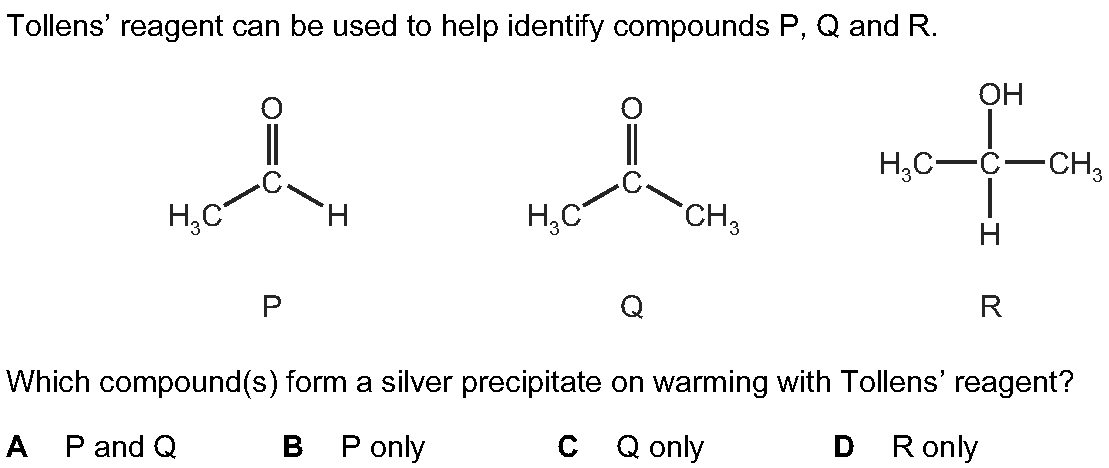 Tollens’ reagent can be used to help identify compounds P, Q and R.
O O OH
C C H₃C C CH₃
H₃C H H₃C CH₃ H
P Q R
Which compound(s) form a silver precipitate on warming with Tollens’ reagent?
A P and Q B P only C Q only D R only